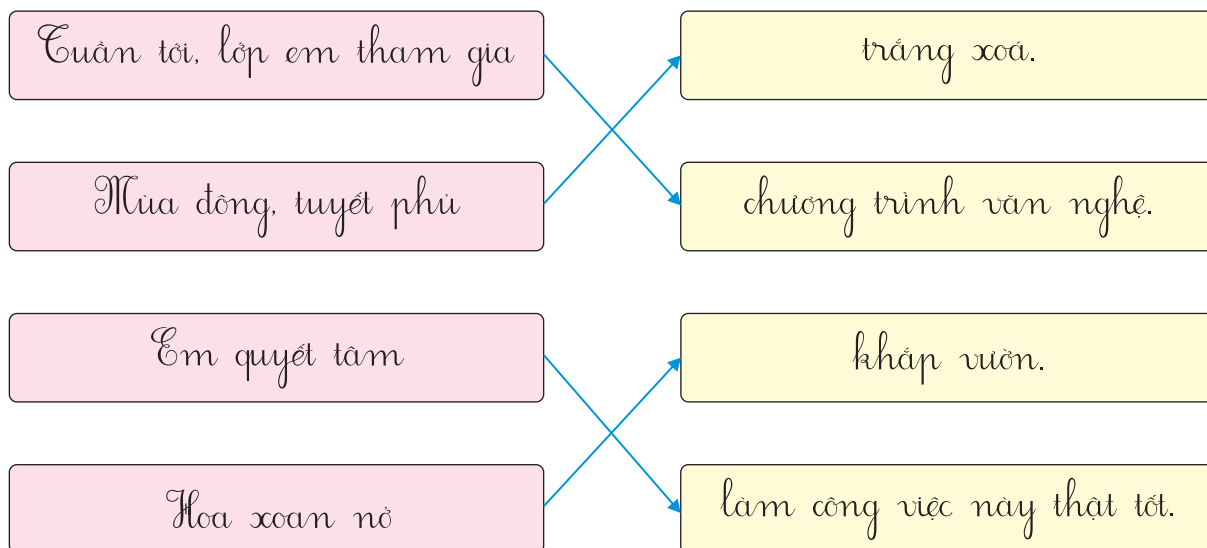 Tuần tới, lớp em tham gia
trắng xoá.
Mùa đông, tuyết phủ
chương trình văn nghệ.
Em quyết tâm
khắp vườn.
Hoa xoan nở
làm công việc này thật tốt.